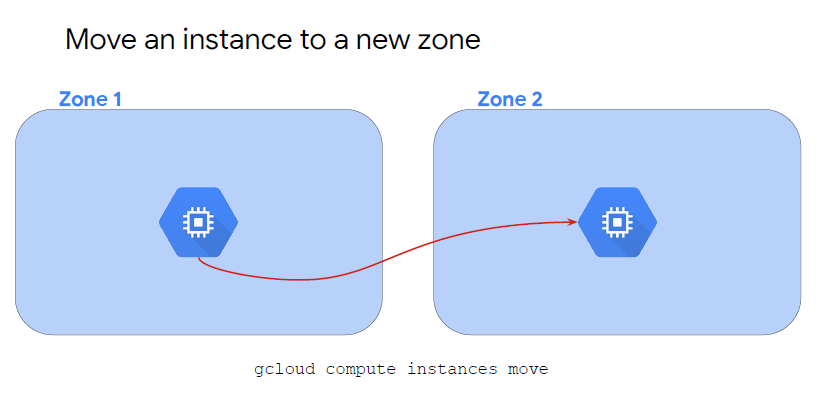 Move an instance to a new zone
Zone 1
Zone 2
gcloud compute instances move